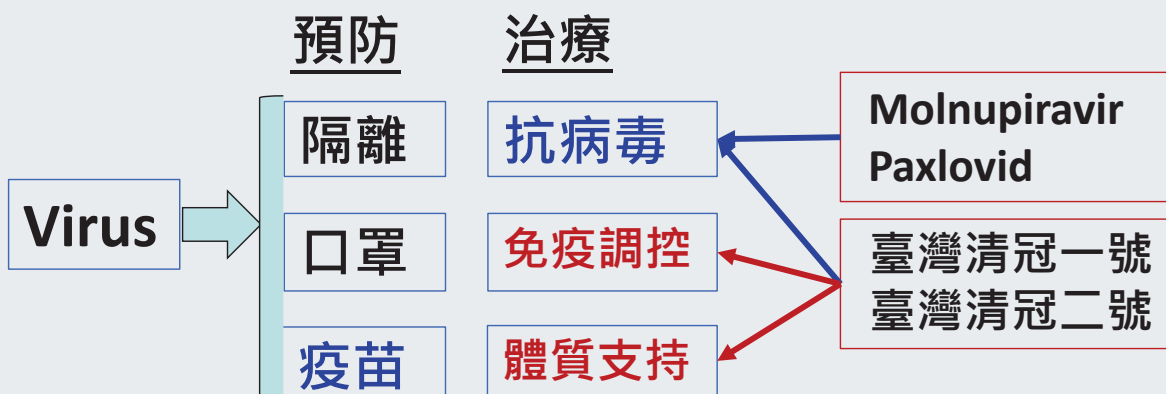 預防
治療
Virus
隔離
抗病毒
Molnupiravir
Paxlovid
口罩
免疫調控
臺灣清冠一號
臺灣清冠二號
疫苗
體質支持